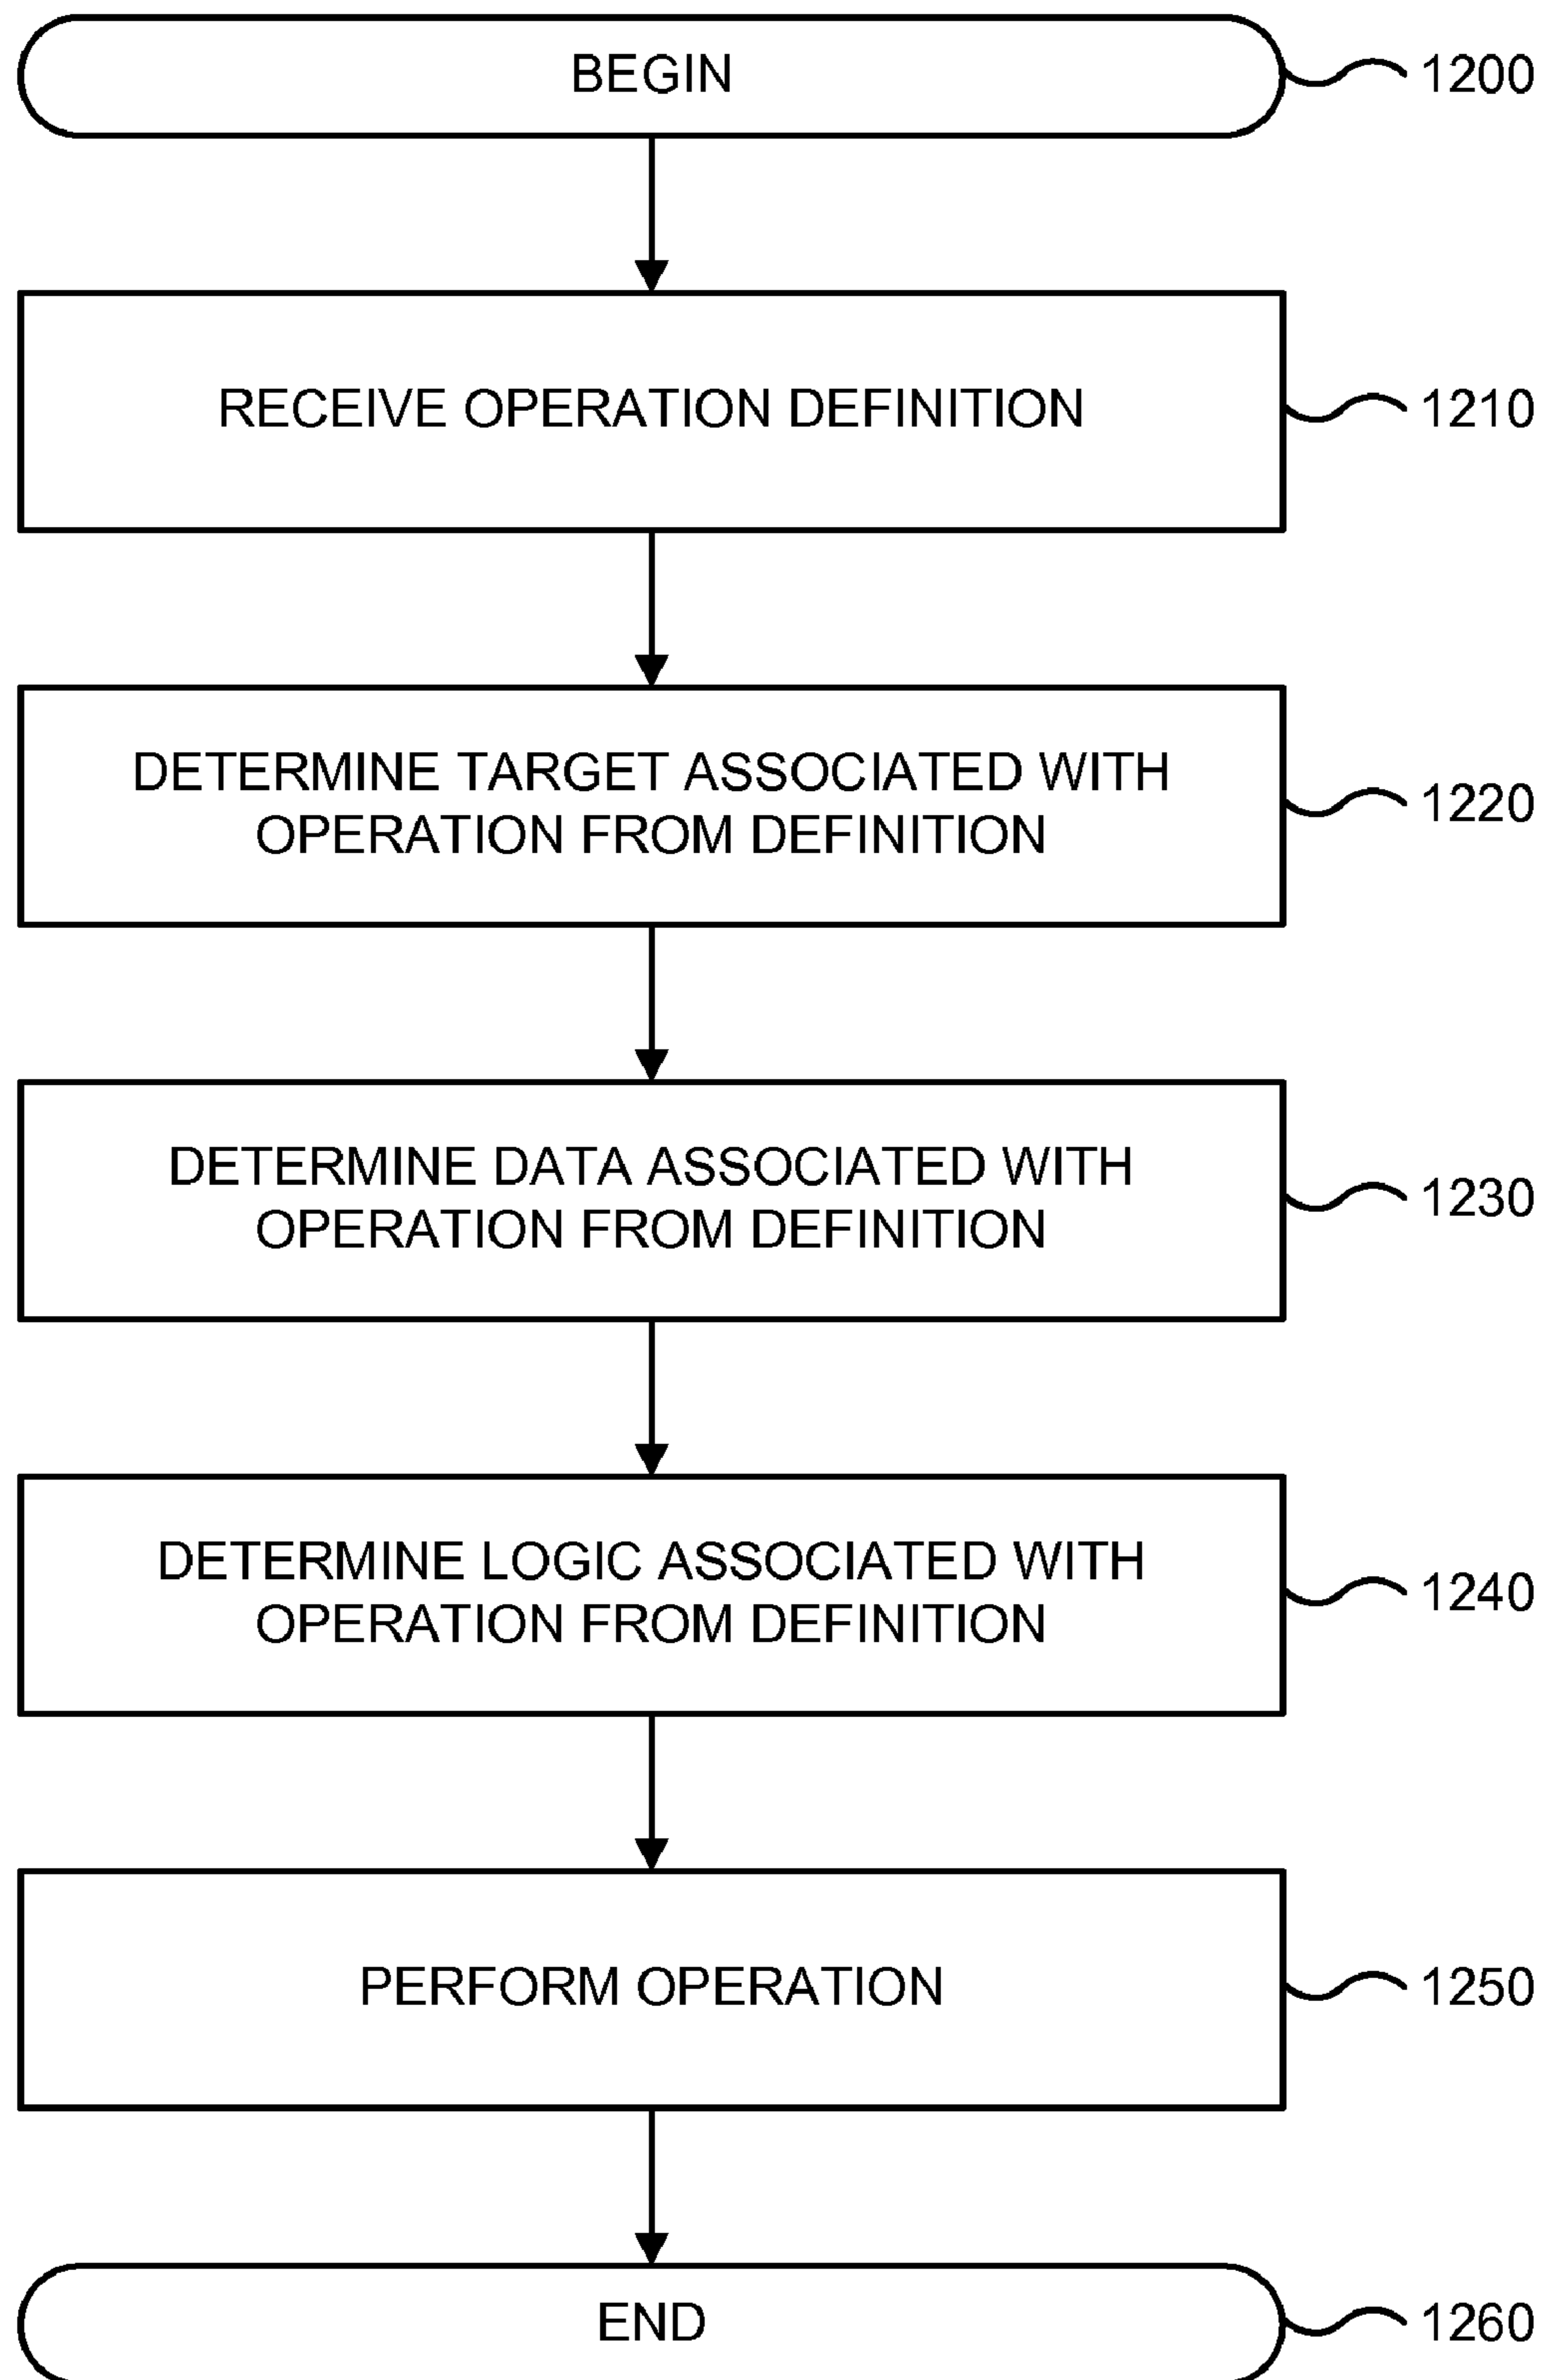 BEGIN
1200
RECEIVE OPERATION DEFINITION
1210
DETERMINE TARGET ASSOCIATED WITH
OPERATION FROM DEFINITION
1220
DETERMINE DATA ASSOCIATED WITH
OPERATION FROM DEFINITION
1230
DETERMINE LOGIC ASSOCIATED WITH
OPERATION FROM DEFINITION
1240
PERFORM OPERATION
1250
END
1260